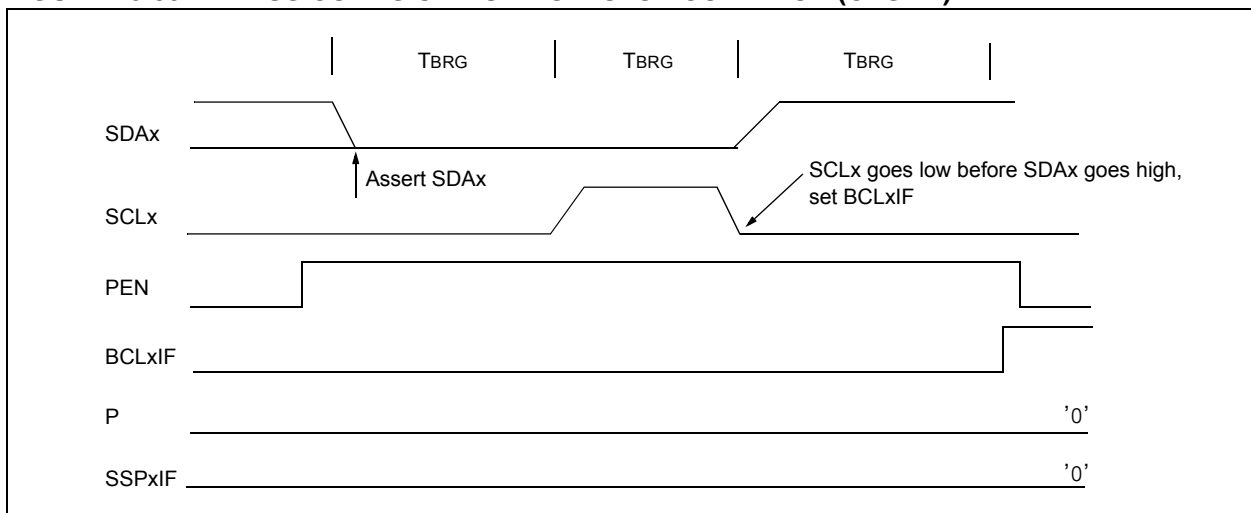 TBRG TBRG TBRG
SDAx
Assert SDAx
SCLx goes low before SDAx goes high,
set BCLxIF
SCLx
PEN
BCLxIF
P '0'
SSPxIF '0'